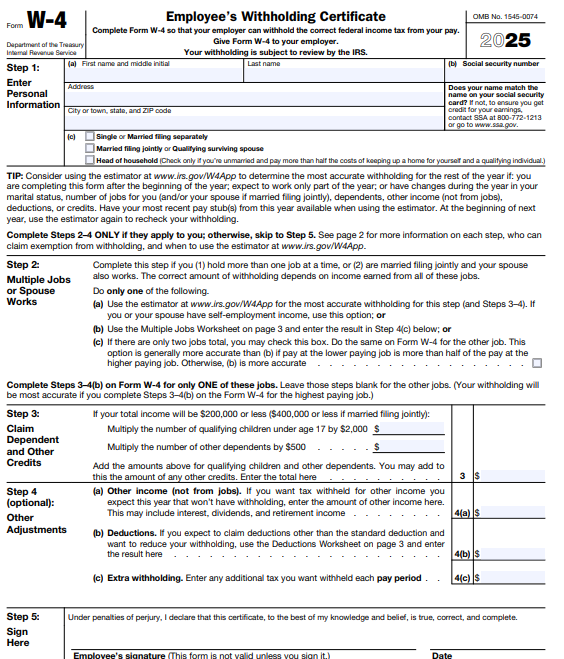 Form W-4
Department of the Treasury
Internal Revenue Service
Employee's Withholding Certificate
Complete Form W-4 so that your employer can withhold the correct federal income tax from your pay.
Give Form W-4 to your employer.
Your withholding is subject to review by the IRS.
OMB No. 1545-0074
2025
Step 1:
Enter
Personal
Information
(a) First name and middle initial
Last name
(b) Social security number
Address
City or town, state, and ZIP code
Does your name match the
name on your social security
card? If not, to ensure you get
credit for your earnings,
contact SSA at 800-772-1213
or go to www.ssa.gov.
(c) Single or Married filing separately
Married filing jointly or Qualifying surviving spouse
Head of household (Check only if you're unmarried and pay more than half the costs of keeping up a home for yourself and a qualifying individual.)
TIP: Consider using the estimator at www.irs.gov/W4App to determine the most accurate withholding for the rest of the year if: you
are completing this form after the beginning of the year; expect to work only part of the year; or have changes during the year in your
marital status, number of jobs for you (and/or your spouse if married filing jointly), dependents, other income (not from jobs),
deductions, or credits. Have your most recent pay stub(s) from this year available when using the estimator. At the beginning of next
year, use the estimator again to recheck your withholding.
Complete Steps 2–4 ONLY if they apply to you; otherwise, skip to Step 5. See page 2 for more information on each step, who can
claim exemption from withholding, and when to use the estimator at www.irs.gov/W4App.
Step 2:
Multiple Jobs
or Spouse
Works
Complete this step if you (1) hold more than one job at a time, or (2) are married filing jointly and your spouse
also works. The correct amount of withholding depends on income earned from all of these jobs.
Do only one of the following.
(a) Use the estimator at www.irs.gov/W4App for the most accurate withholding for this step (and Steps 3–4). If
you or your spouse have self-employment income, use this option; or
(b) Use the Multiple Jobs Worksheet on page 3 and enter the result in Step 4(c) below; or
(c) If there are only two jobs total, you may check this box. Do the same on Form W-4 for the other job. This
option is generally more accurate than (b) if pay at the lower paying job is more than half of the pay at the
higher paying job. Otherwise, (b) is more accurate . . . . . . . . . . . . . . . . . .
Complete Steps 3–4(b) on Form W-4 for only ONE of these jobs. Leave those steps blank for the other jobs. (Your withholding will
be most accurate if you complete Steps 3–4(b) on the Form W-4 for the highest paying job.)
Step 3:
Claim
Dependent
and Other
Credits
If your total income will be $200,000 or less ($400,000 or less if married filing jointly):
Multiply the number of qualifying children under age 17 by $2,000 $
Multiply the number of other dependents by $500 . . . . . $
Add the amounts above for qualifying children and other dependents. You may add to
this the amount of any other credits. Enter the total here . . . . . . . . . .
3 $
Step 4
(optional):
Other
Adjustments
(a) Other income (not from jobs). If you want tax withheld for other income you
expect this year that won't have withholding, enter the amount of other income here.
This may include interest, dividends, and retirement income . . . . . . . .
4(a) $
(b) Deductions. If you expect to claim deductions other than the standard deduction and
want to reduce your withholding, use the Deductions Worksheet on page 3 and enter
the result here . . . . . . . . . . . . . . . . . . . . . . .
4(b) $
(c) Extra withholding. Enter any additional tax you want withheld each pay period . .
4(c) $
Step 5:
Sign
Here
Under penalties of perjury, I declare that this certificate, to the best of my knowledge and belief, is true, correct, and complete.
Employee's signature (This form is not valid unless you sign it.)
Date